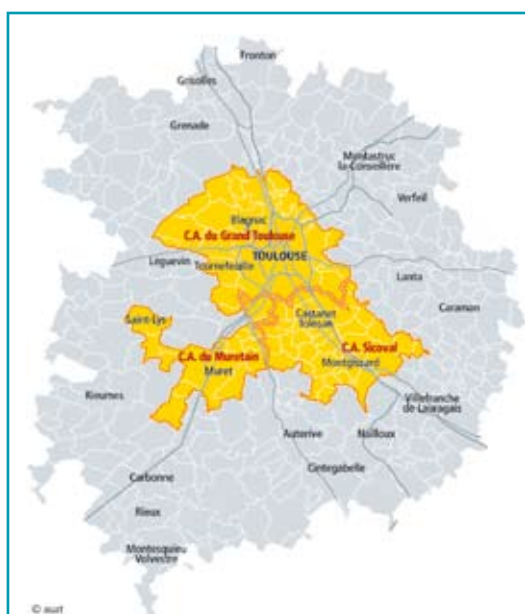 Fronton
Grisolles
Grenade
Montastruc
la-Conseillère
Verfeil
Blagnac
C.A. du Grand Toulouse
TOULOUSE
Léguevin
Tournefeuille
Lanta
Caraman
Saint-Lys
Castanet
Tolosan
C.A. du Muretain
C.A. Sicoval
Muret
Montgiscard
Rieumes
Villefranche
de-Lauragais
Auterive
Nailloux
Cintegabelle
Carbonne
Rieux
Montesquieu
Volvestre
© auat